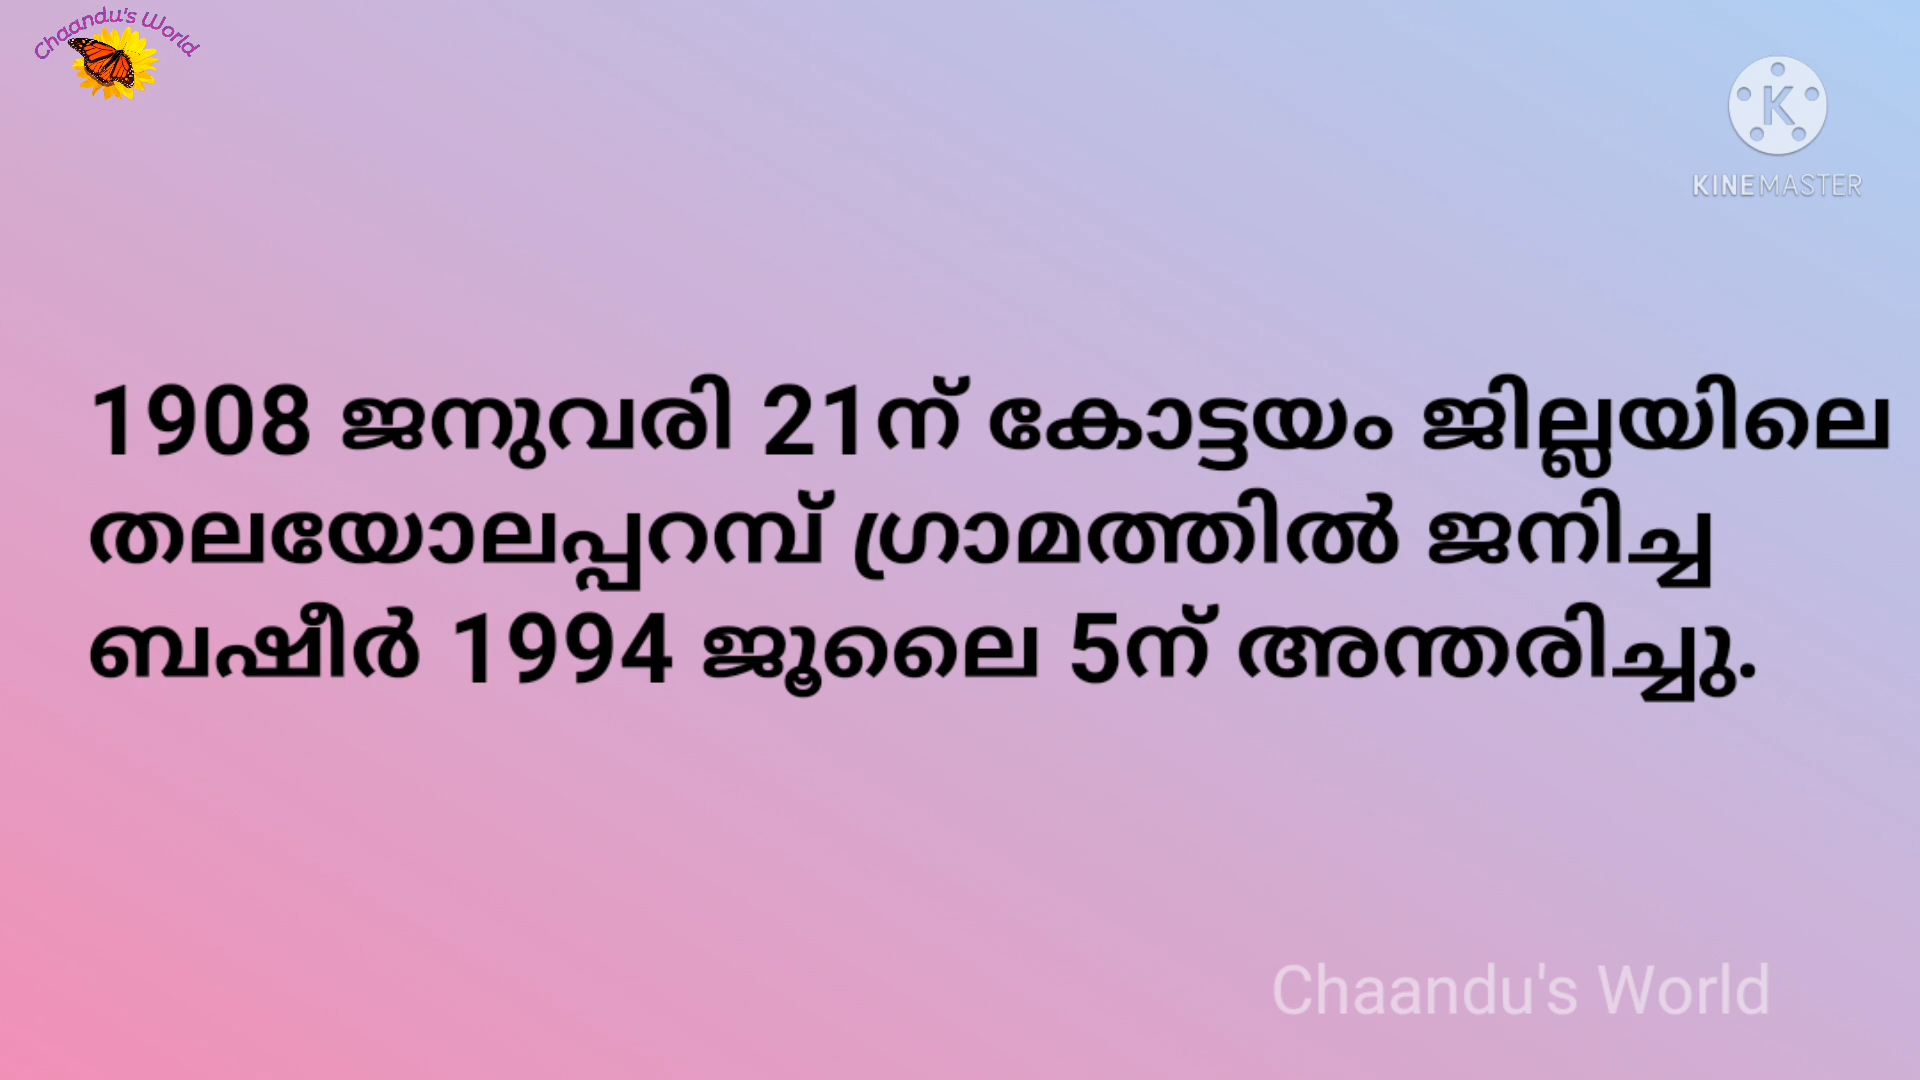 Chaandu's World
K
KINEMASTER
1908 ജനുവരി 21ന് കോട്ടയം ജില്ലയിലെ
തലയോലപ്പറമ്പ് ഗ്രാമത്തിൽ ജനിച്ച
ബഷീർ 1994 ജൂലൈ 5ന് അന്തരിച്ചു.
Chaandu's World